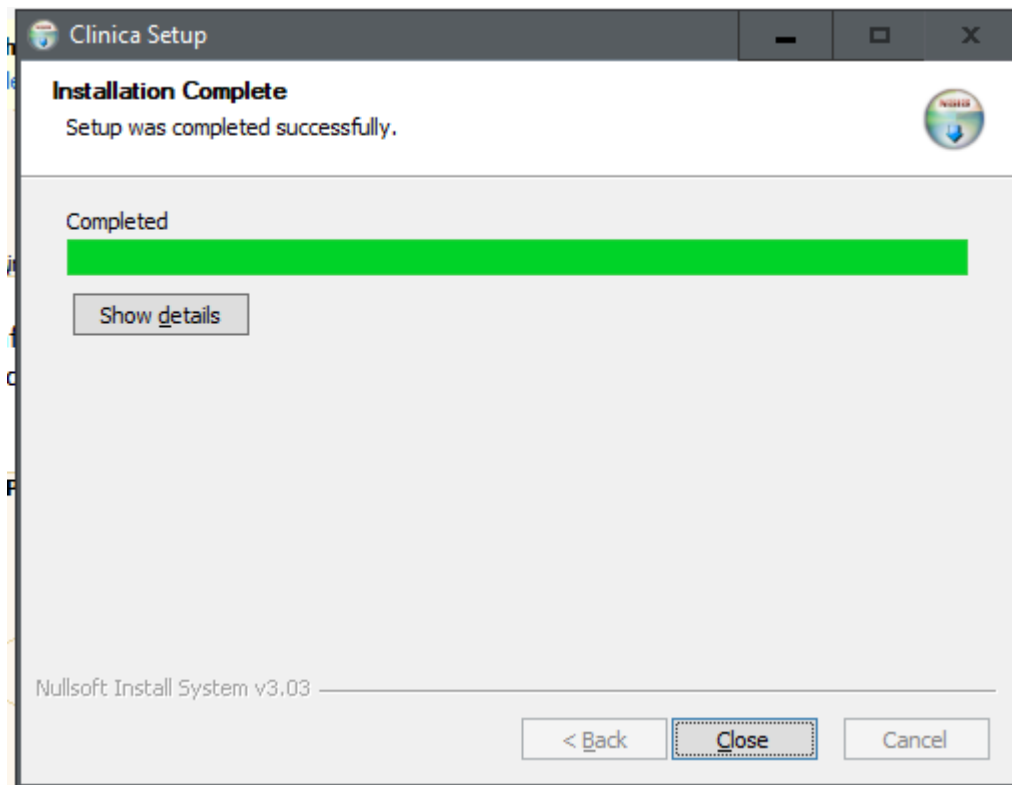 Clinica Setup
Installation Complete
Setup was completed successfully.
Completed
Show details
Nullsoft Install System v3.03
< Back
Close
Cancel